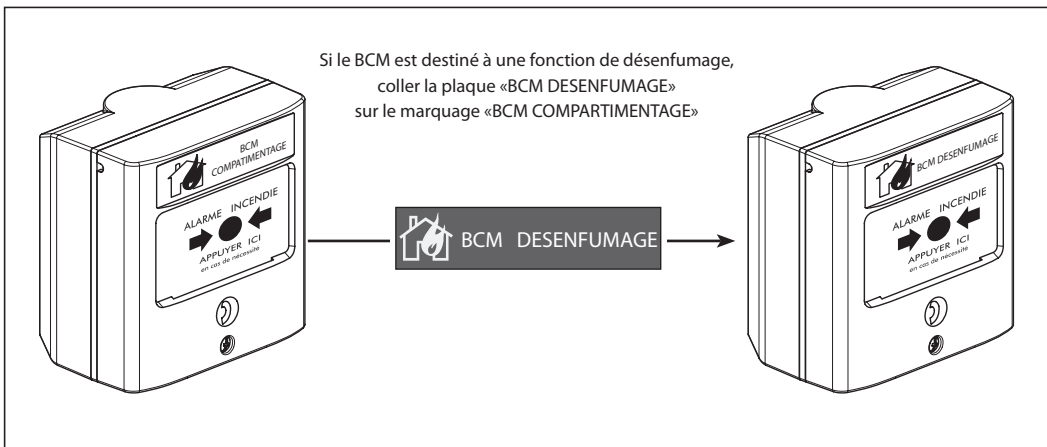 Si le BCM est destiné à une fonction de désenfumage,
coller la plaque «BCM DESENFUMAGE»
sur le marquage «BCM COMPARTIMENTAGE»
BCM
COMPATIMENTAGE
ALARME INCENDIE
APPUYER ICI
en cas de nécessité
BCM DESENFUMAGE
BCM DESENFUMAGE
ALARME INCENDIE
APPUYER ICI
en cas de nécessité